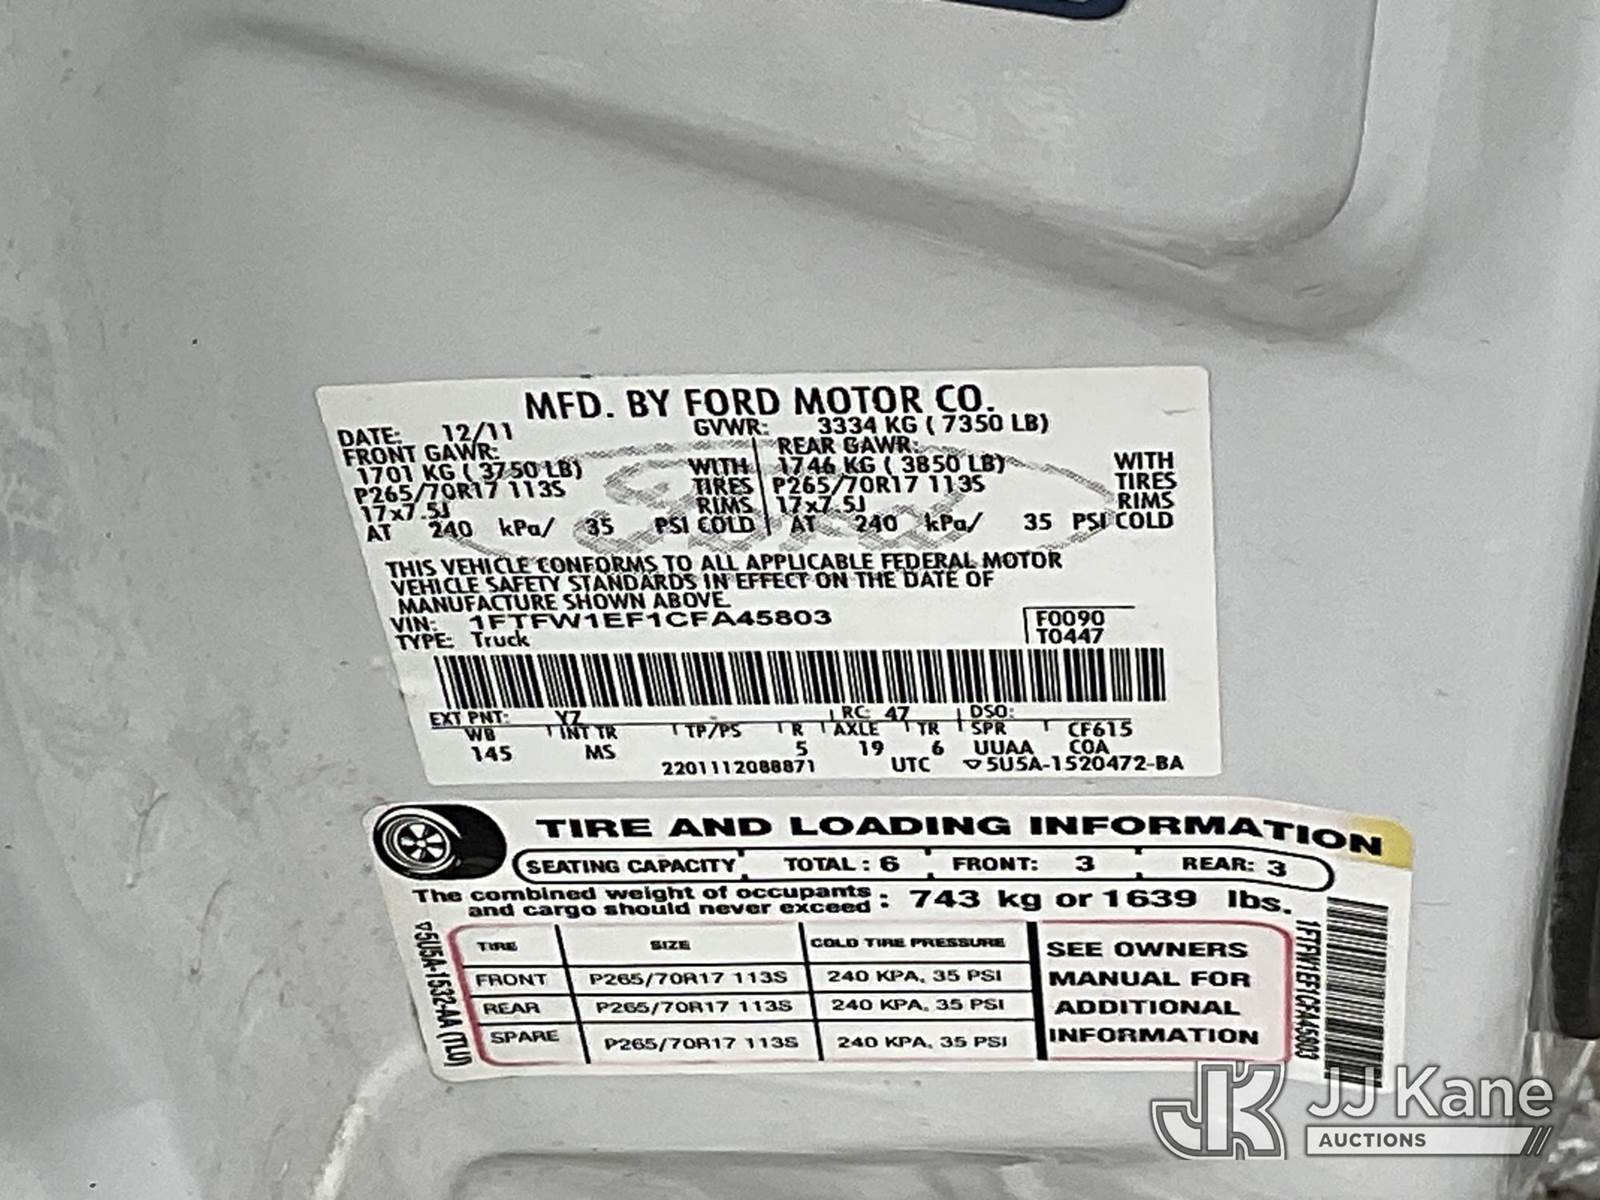 MFD. BY FORD MOTOR CO.
DATE: 12/11 GVWR: 3334 KG ( 7350 LB)
FRONT GAWR: REAR GAWR:
1701 KG ( 3750 LB) WITH 1746 KG ( 3850 LB) WITH
P265/70R17 113S TIRES P265/70R17 113S TIRES
17x7.5J RIMS 17x7.5J RIMS
AT 240 kPa/ 35 PSI COLD AT 240 kPa/ 35 PSI COLD
THIS VEHICLE CONFORMS TO ALL APPLICABLE FEDERAL MOTOR
VEHICLE SAFETY STANDARDS IN EFFECT ON THE DATE OF
MANUFACTURE SHOWN ABOVE.
VIN: 1FTFW1EF1CFA45803 F0090
TYPE: Truck T0447
EXT PNT: YZ RC: 47 DSO:
WB INT TR TP/PS R AXLE TR SPR CF615
145 MS 5 19 6 UUAA COA
2201112088871 UTC ▽5U5A-1520472-BA
TIRE AND LOADING INFORMATION
SEATING CAPACITY TOTAL : 6 FRONT: 3 REAR: 3
The combined weight of occupants
and cargo should never exceed : 743 kg or 1639 lbs.
TIRE SIZE COLD TIRE PRESSURE
FRONT P265/70R17 113S 240 KPA, 35 PSI
REAR P265/70R17 113S 240 KPA, 35 PSI
SPARE P265/70R17 113S 240 KPA, 35 PSI
SEE OWNERS
MANUAL FOR
ADDITIONAL
INFORMATION
▽5U5A-1532-AA (TLU)
1FTFW1EF1CFA45803
JK JJ Kane
AUCTIONS